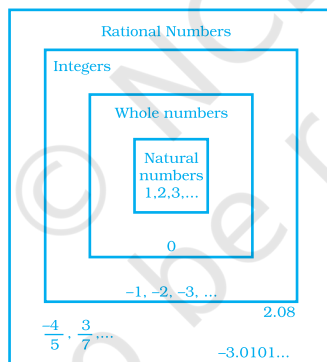 Rational Numbers
Integers
Whole numbers
Natural
numbers
1,2,3,...
0
–1, –2, –3, ...
2.08
–4/5, 3/7,....
–3.0101...
©